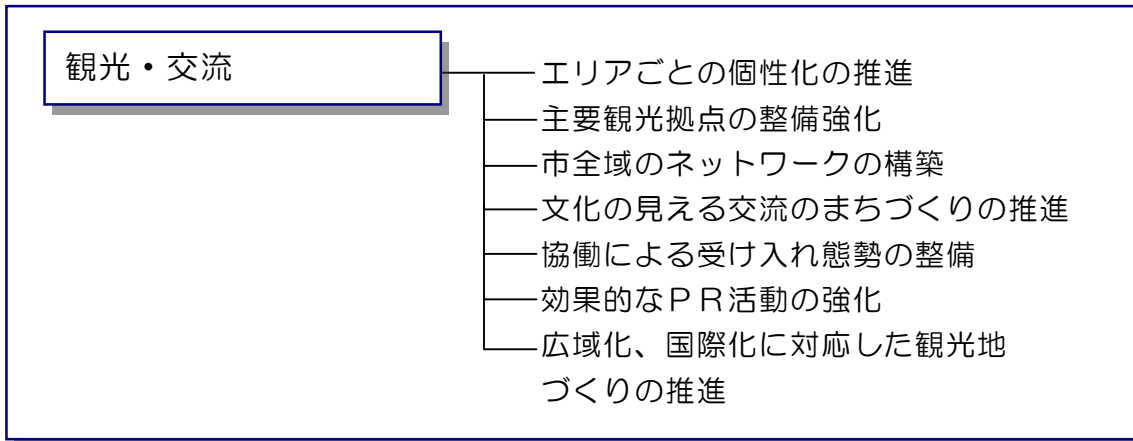 観光・交流
エリアごとの個性化の推進
主要観光拠点の整備強化
市全域のネットワークの構築
文化の見える交流のまちづくりの推進
協働による受け入れ態勢の整備
効果的なＰＲ活動の強化
広域化、国際化に対応した観光地
づくりの推進